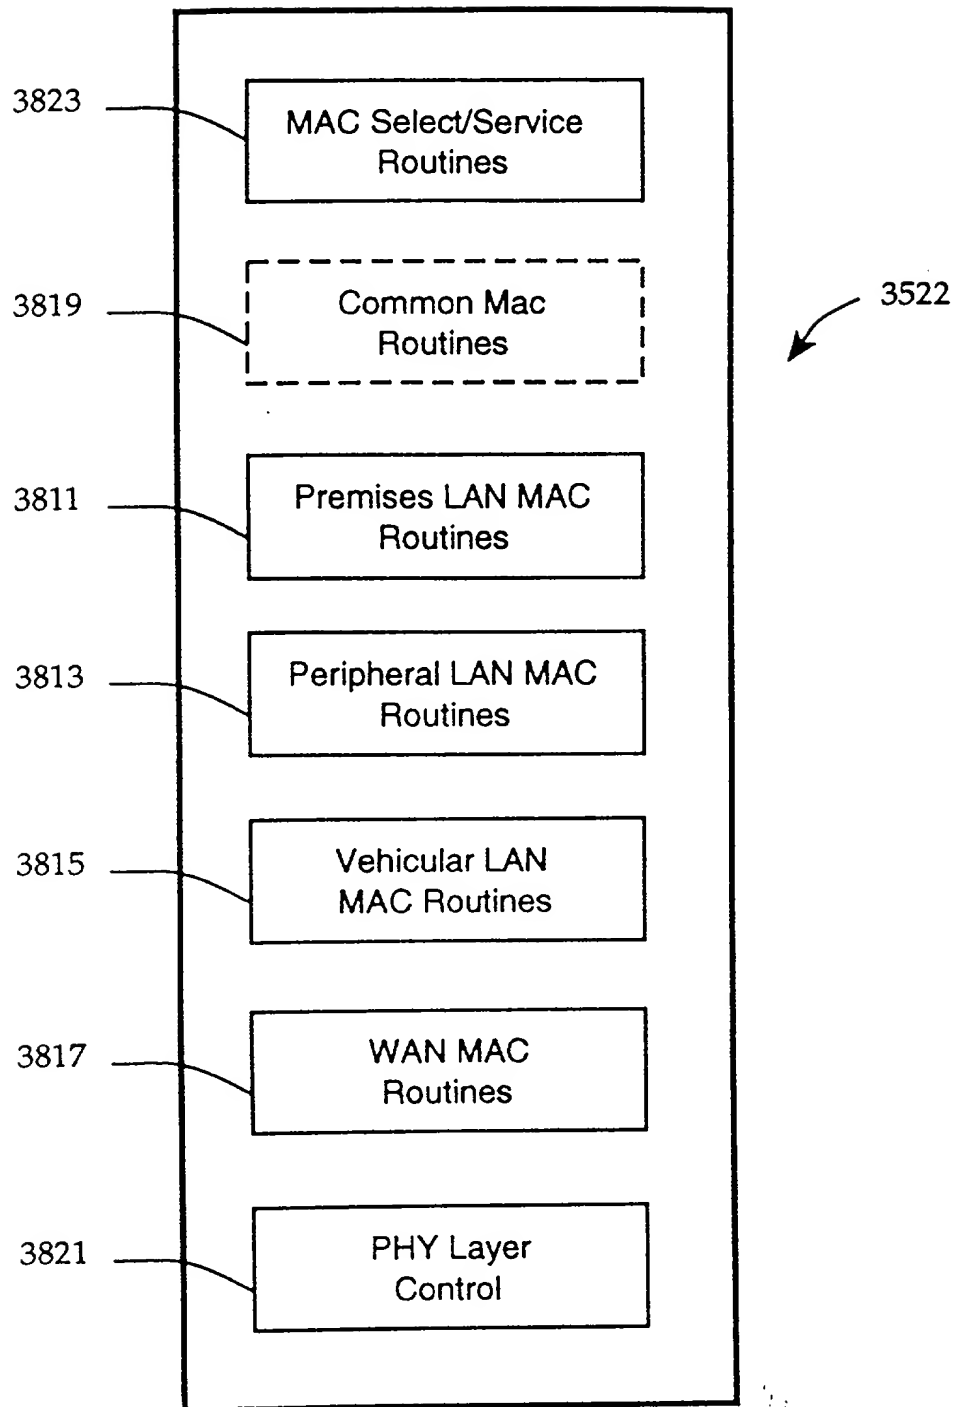 3823
MAC Select/Service
Routines
3819
Common Mac
Routines
3522
3811
Premises LAN MAC
Routines
3813
Peripheral LAN MAC
Routines
3815
Vehicular LAN
MAC Routines
3817
WAN MAC
Routines
3821
PHY Layer
Control